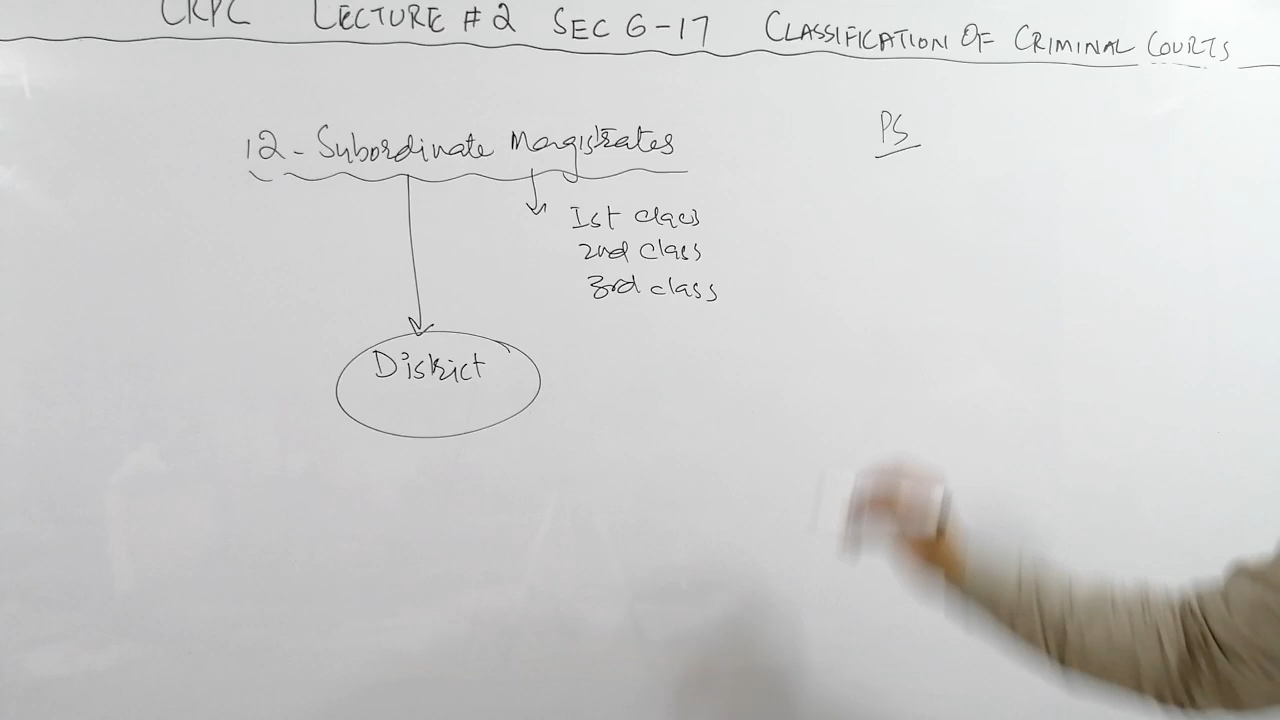 CRPC LECTURE # 2 SEC 6-17 CLASSIFICATION OF CRIMINAL COURTS
12- Subordinate Magistrates
PS
Ist class
2nd class
3rd class
District